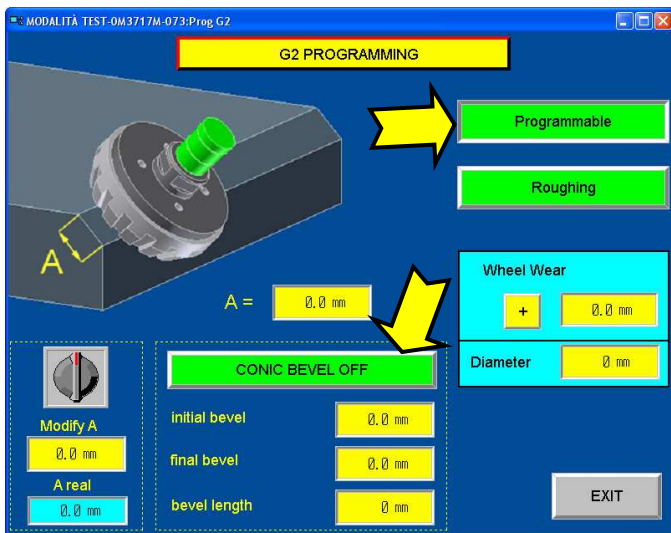 MODALITÀ TEST-0M3717M-073:Prog G2
G2 PROGRAMMING
Programmable
Roughing
A
A =
0.0 mm
Wheel Wear
+
0.0 mm
Diameter
0 mm
Modify A
0.0 mm
A real
0.0 mm
CONIC BEVEL OFF
initial bevel
0.0 mm
final bevel
0.0 mm
bevel length
0 mm
EXIT